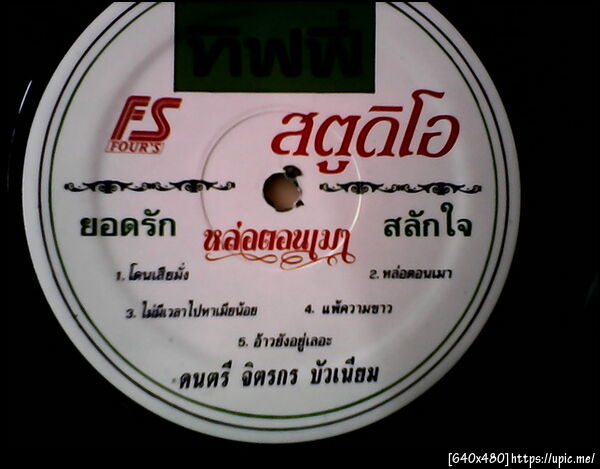 ทิฟฟี่
FS
FOUR'S
สตูดิโอ
ยอดรัก
สลักใจ
หล่อตอนเมา
1. โดนเสียมั่ง
2. หล่อตอนเมา
3. ไม่มีเวลาไปหาเมียน้อย
4. แพ้ความขาว
5. อ้าวยังอยู่เลอะ
ดนตรี จิตรกร บัวเนียม
[640x480]https://upic.me/